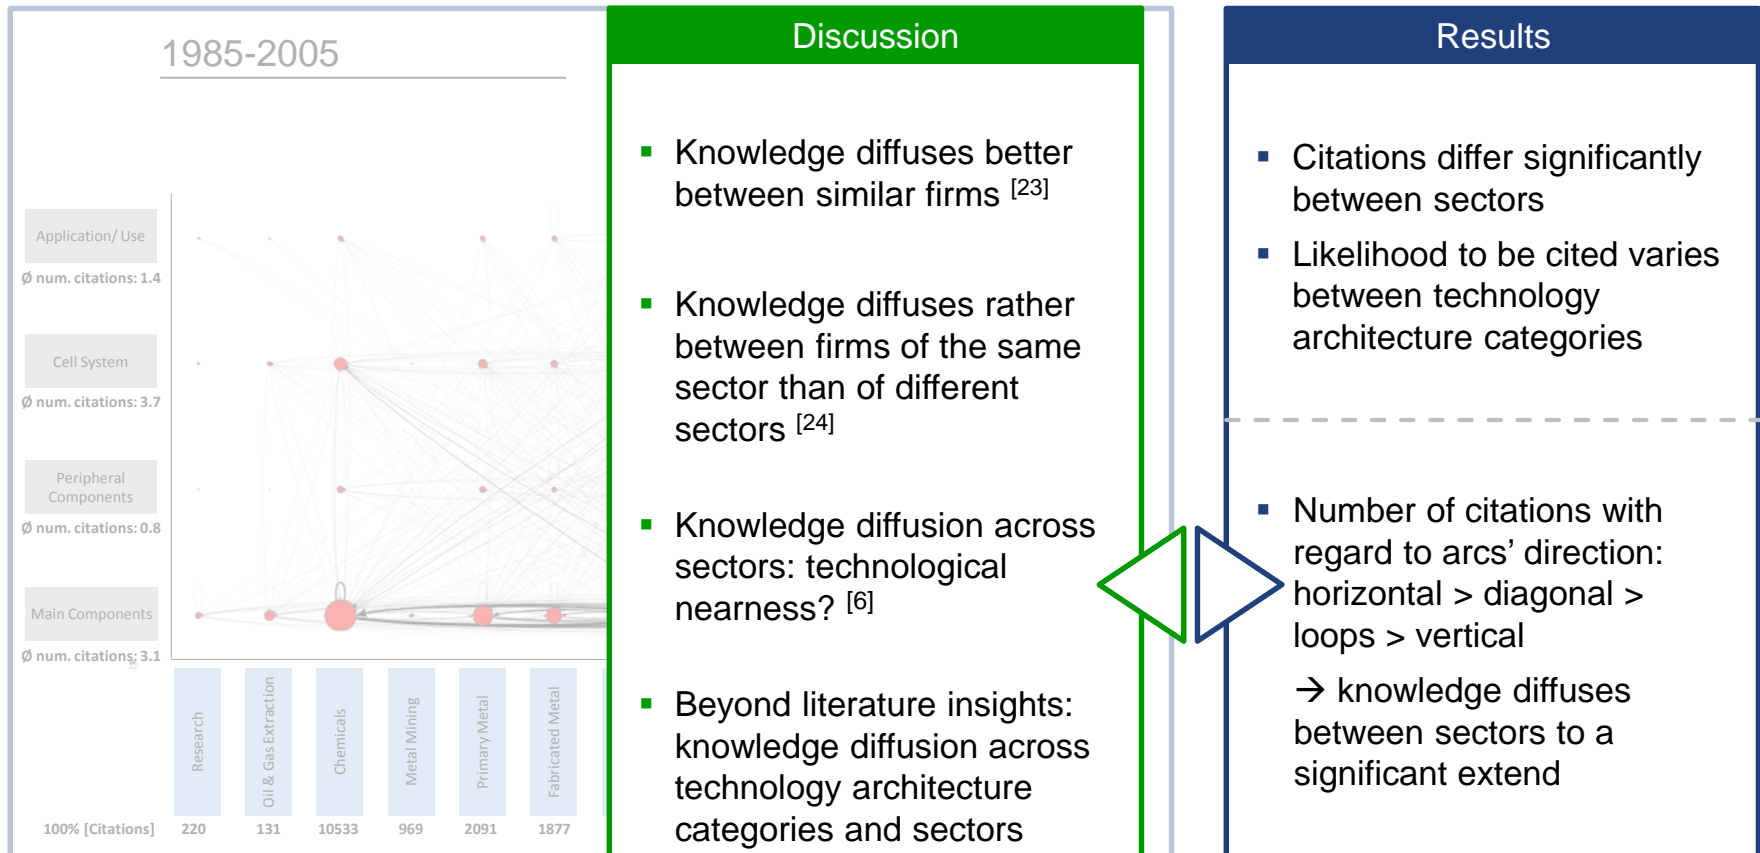 1985-2005
Application/ Use
Ø num. citations: 1.4
Cell System
Ø num. citations: 3.7
Peripheral
Components
Ø num. citations: 0.8
Main Components
Ø num. citations: 3.1
Research
Oil & Gas Extraction
Chemicals
Metal Mining
Primary Metal
Fabricated Metal
100% [Citations] 220 131 10533 969 2091 1877
Discussion
▪ Knowledge diffuses better
between similar firms [23]
▪ Knowledge diffuses rather
between firms of the same
sector than of different
sectors [24]
▪ Knowledge diffusion across
sectors: technological
nearness? [6]
▪ Beyond literature insights:
knowledge diffusion across
technology architecture
categories and sectors
Results
▪ Citations differ significantly
between sectors
▪ Likelihood to be cited varies
between technology
architecture categories
▪ Number of citations with
regard to arcs’ direction:
horizontal > diagonal >
loops > vertical
→ knowledge diffuses
between sectors to a
significant extend